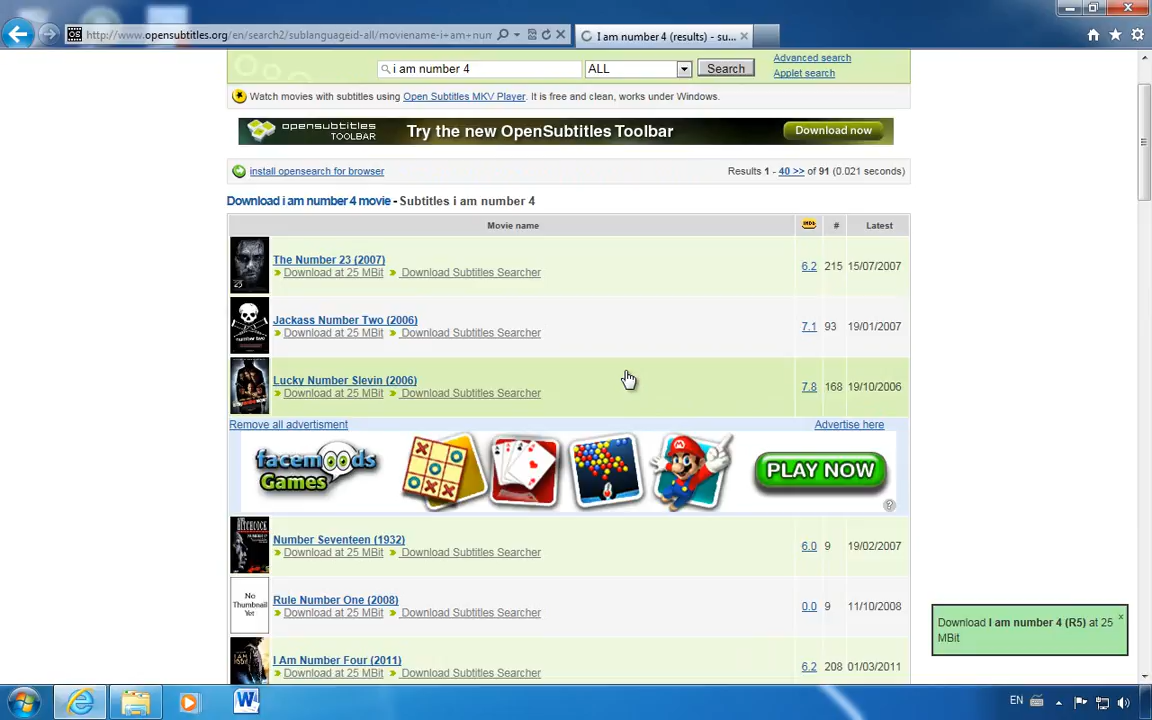 http://www.opensubtitles.org/en/search2/sublanguageid-all/moviename-i+am+num
I am number 4 (results) - su...
i am number 4
ALL
Search
Advanced search
Applet search
Watch movies with subtitles using Open Subtitles MKV Player. It is free and clean, works under Windows.
opensubtitles TOOLBAR Try the new OpenSubtitles Toolbar Download now
install opensearch for browser
Results 1 - 40 >> of 91 (0.021 seconds)
Download i am number 4 movie - Subtitles i am number 4
Movie name # Latest
The Number 23 (2007)
Download at 25 MBit Download Subtitles Searcher
6.2 215 15/07/2007
Jackass Number Two (2006)
Download at 25 MBit Download Subtitles Searcher
7.1 93 19/01/2007
Lucky Number Slevin (2006)
Download at 25 MBit Download Subtitles Searcher
7.8 168 19/10/2006
Remove all advertisment
Advertise here
facemoods
Games
PLAY NOW
?
HITCHCOCK
Number Seventeen (1932)
Download at 25 MBit Download Subtitles Searcher
6.0 9 19/02/2007
No
Thumbnail
Yet
Rule Number One (2008)
Download at 25 MBit Download Subtitles Searcher
0.0 9 11/10/2008
I Am Number Four (2011)
Download at 25 MBit Download Subtitles Searcher
6.2 208 01/03/2011
Download I am number 4 (R5) at 25
MBit
EN